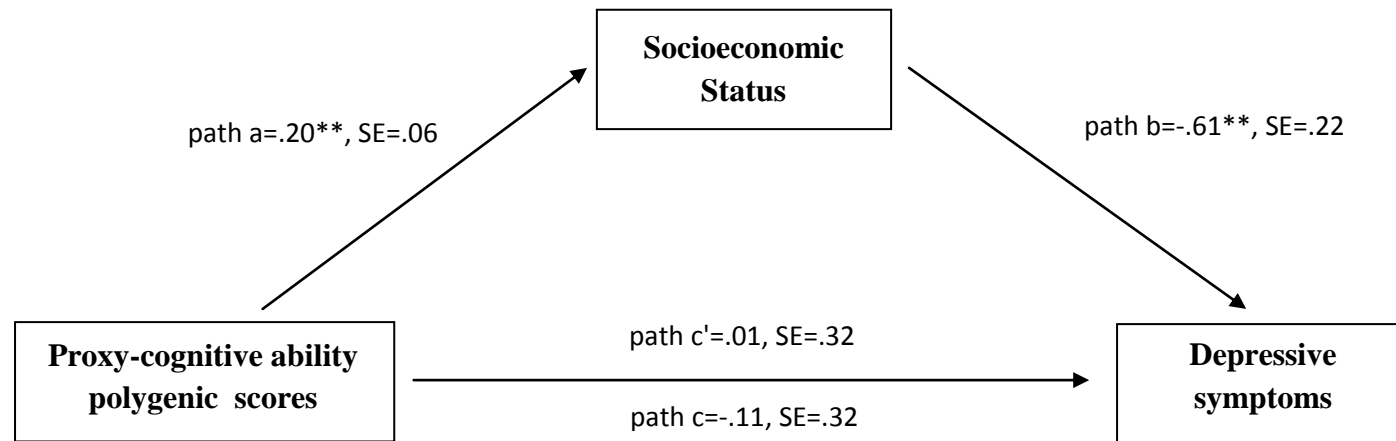 Socioeconomic
Status
path a=.20**, SE=.06
path b=-.61**, SE=.22
Proxy-cognitive ability
polygenic scores
path c'=.01, SE=.32
path c=-.11, SE=.32
Depressive
symptoms